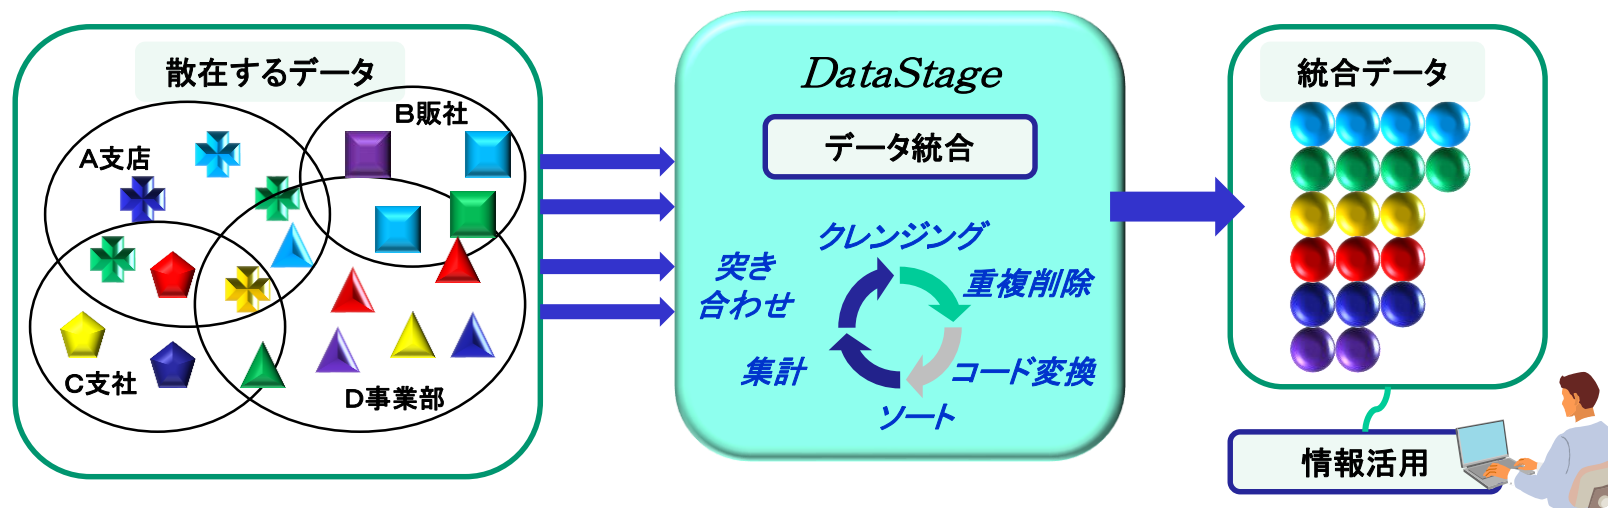 散在するデータ
B販社
A支店
C支社
D事業部
DataStage
データ統合
クレンジング
重複削除
コード変換
ソート
集計
突き
合わせ
統合データ
情報活用